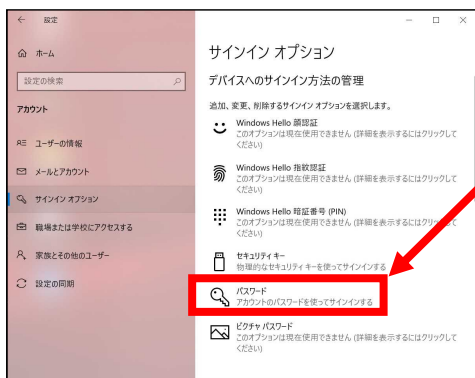 設定
ホーム
設定の検索
アカウント
ユーザーの情報
メールとアカウント
サインイン オプション
職場または学校にアクセスする
家族とその他のユーザー
設定の同期
サインイン オプション
デバイスへのサインイン方法の管理
追加、変更、削除するサインイン オプションを選択します。
Windows Hello 顔認証
このオプションは現在使用できません (詳細を表示するにはクリックして
ください)
Windows Hello 指紋認証
このオプションは現在使用できません (詳細を表示するにはクリックして
ください)
Windows Hello 暗証番号 (PIN)
このオプションは現在使用できません (詳細を表示するにはクリックして
ください)
セキュリティ キー
物理的なセキュリティ キーを使ってサインインする
パスワード
アカウントのパスワードを使ってサインインする
ピクチャ パスワード
このオプションは現在使用できません (詳細を表示するにはクリックして
ください)